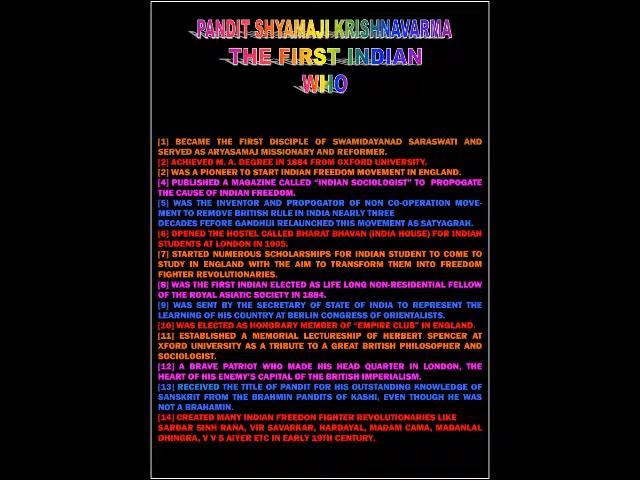 PANDIT SHYAMAJI KRISHNAVARMA
THE FIRST INDIAN
WHO
[1] BECAME THE FIRST DISCIPLE OF SWAMIDAYANAD SARASWATI AND
SERVED AS ARYASAMAJ MISSIONARY AND REFORMER.
[2] ACHIEVED M. A. DEGREE IN 1884 FROM OXFORD UNIVERSITY.
[2] WAS A PIONEER TO START INDIAN FREEDOM MOVEMENT IN ENGLAND.
[4] PUBLISHED A MAGAZINE CALLED “INDIAN SOCIOLOGIST” TO PROPOGATE
THE CAUSE OF INDIAN FREEDOM.
[5] WAS THE INVENTOR AND PROPOGATOR OF NON CO-OPERATION MOVE-
MENT TO REMOVE BRITISH RULE IN INDIA NEARLY THREE
DECADES FEFORE GANDHIJI RELAUNCHED THIS MOVEMENT AS SATYAGRAH.
[6] OPENED THE HOSTEL CALLED BHARAT BHAVAN (INDIA HOUSE) FOR INDIAN
STUDENTS AT LONDON IN 1905.
[7] STARTED NUMEROUS SCHOLARSHIPS FOR INDIAN STUDENT TO COME TO
STUDY IN ENGLAND WITH THE AIM TO TRANSFORM THEM INTO FREEDOM
FIGHTER REVOLUTIONARIES.
[8] WAS THE FIRST INDIAN ELECTED AS LIFE LONG NON-RESIDENTIAL FELLOW
OF THE ROYAL ASIATIC SOCIETY IN 1884.
[9] WAS SENT BY THE SECRETARY OF STATE OF INDIA TO REPRESENT THE
LEARNING OF HIS COUNTRY AT BERLIN CONGRESS OF ORIENTALISTS.
[10] WAS ELECTED AS HONORARY MEMBER OF “EMPIRE CLUB” IN ENGLAND.
[11] ESTABLISHED A MEMORIAL LECTURESHIP OF HERBERT SPENCER AT
XFORD UNIVERSITY AS A TRIBUTE TO A GREAT BRITISH PHILOSOPHER AND
SOCIOLOGIST.
[12] A BRAVE PATRIOT WHO MADE HIS HEAD QUARTER IN LONDON, THE
HEART OF HIS ENEMY'S CAPITAL OF THE BRITISH IMPERIALISM.
[13] RECEIVED THE TITLE OF PANDIT FOR HIS OUTSTANDING KNOWLEDGE OF
SANSKRIT FROM THE BRAHMIN PANDITS OF KASHI, EVEN THOUGH HE WAS
NOT A BRAHAMIN.
[14] CREATED MANY INDIAN FREEDON FIGHTER REVOLUTIONARIES LIKE
SARDAR SINH RANA, VIR SAVARKAR, HARDAYAL, MADAM CAMA, MADANLAL
DHINGRA, V V S AIYER ETC IN EARLY 19TH CENTURY.